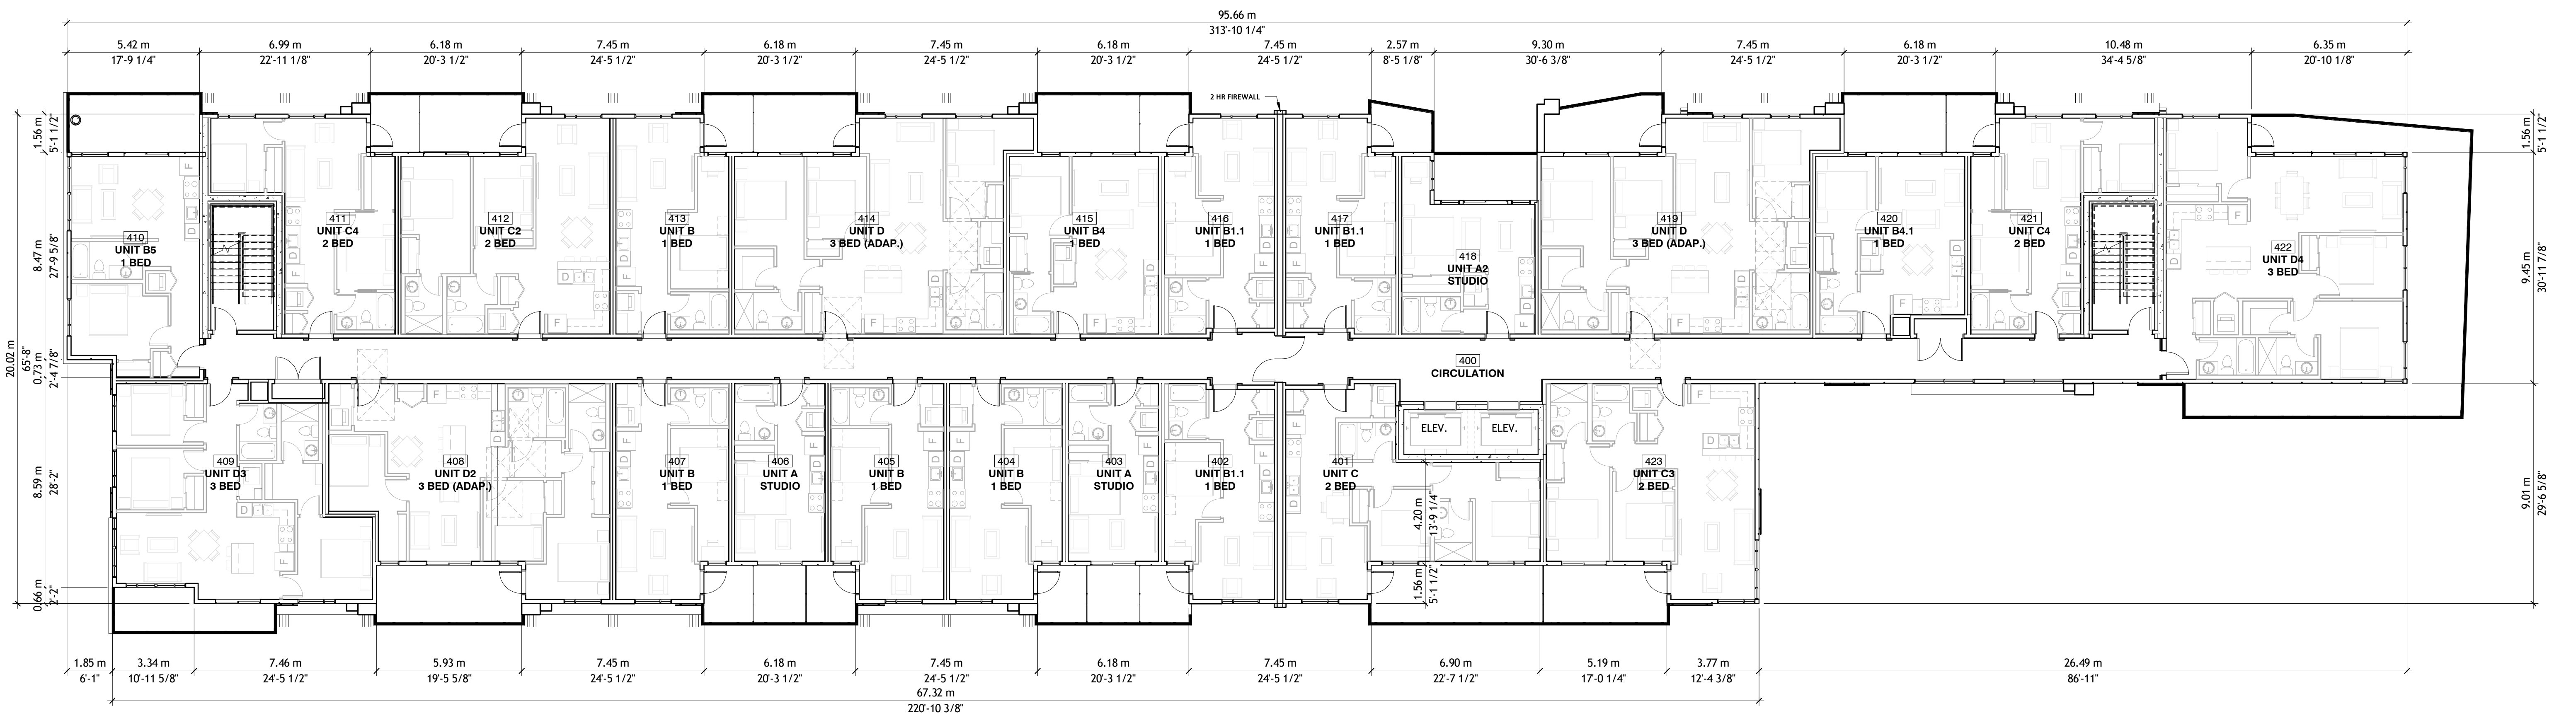 95.66 m
313'-10 1/4"
5.42 m 6.99 m 6.18 m 7.45 m 6.18 m 7.45 m 6.18 m 7.45 m 2.57 m 9.30 m 7.45 m 6.18 m 10.48 m 6.35 m
17'-9 1/4" 22'-11 1/8" 20'-3 1/2" 24'-5 1/2" 20'-3 1/2" 24'-5 1/2" 20'-3 1/2" 24'-5 1/2" 8'-5 1/8" 30'-6 3/8" 24'-5 1/2" 20'-3 1/2" 34'-4 5/8" 20'-10 1/8"
2 HR FIREWALL
1.56 m
5'-1 1/2"
8.47 m
27'-9 5/8"
20.02 m
65'-8"
0.73 m
2'-4 7/8"
8.59 m
28'-2"
0.66 m
2'-2"
410
UNIT B5
1 BED
411
UNIT C4
2 BED
412
UNIT C2
2 BED
413
UNIT B
1 BED
414
UNIT D
3 BED (ADAP.)
415
UNIT B4
1 BED
416
UNIT B1.1
1 BED
417
UNIT B1.1
1 BED
418
UNIT A2
STUDIO
419
UNIT D
3 BED (ADAP.)
420
UNIT B4.1
1 BED
421
UNIT C4
2 BED
422
UNIT D4
3 BED
1.56 m
5'-1 1/2"
9.45 m
30'-11 7/8"
9.01 m
29'-6 5/8"
400
CIRCULATION
ELEV. ELEV.
409
UNIT D3
3 BED
408
UNIT D2
3 BED (ADAP.)
407
UNIT B
1 BED
406
UNIT A
STUDIO
405
UNIT B
1 BED
404
UNIT B
1 BED
403
UNIT A
STUDIO
402
UNIT B1.1
1 BED
401
UNIT C
2 BED
423
UNIT C3
2 BED
4.20 m
13'-9 1/4"
1.56 m
5'-1 1/2"
1.85 m 3.34 m 7.46 m 5.93 m 7.45 m 6.18 m 7.45 m 6.18 m 7.45 m 6.90 m 5.19 m 3.77 m 26.49 m
6'-1" 10'-11 5/8" 24'-5 1/2" 19'-5 5/8" 24'-5 1/2" 20'-3 1/2" 24'-5 1/2" 20'-3 1/2" 24'-5 1/2" 22'-7 1/2" 17'-0 1/4" 12'-4 3/8" 86'-11"
67.32 m
220'-10 3/8"